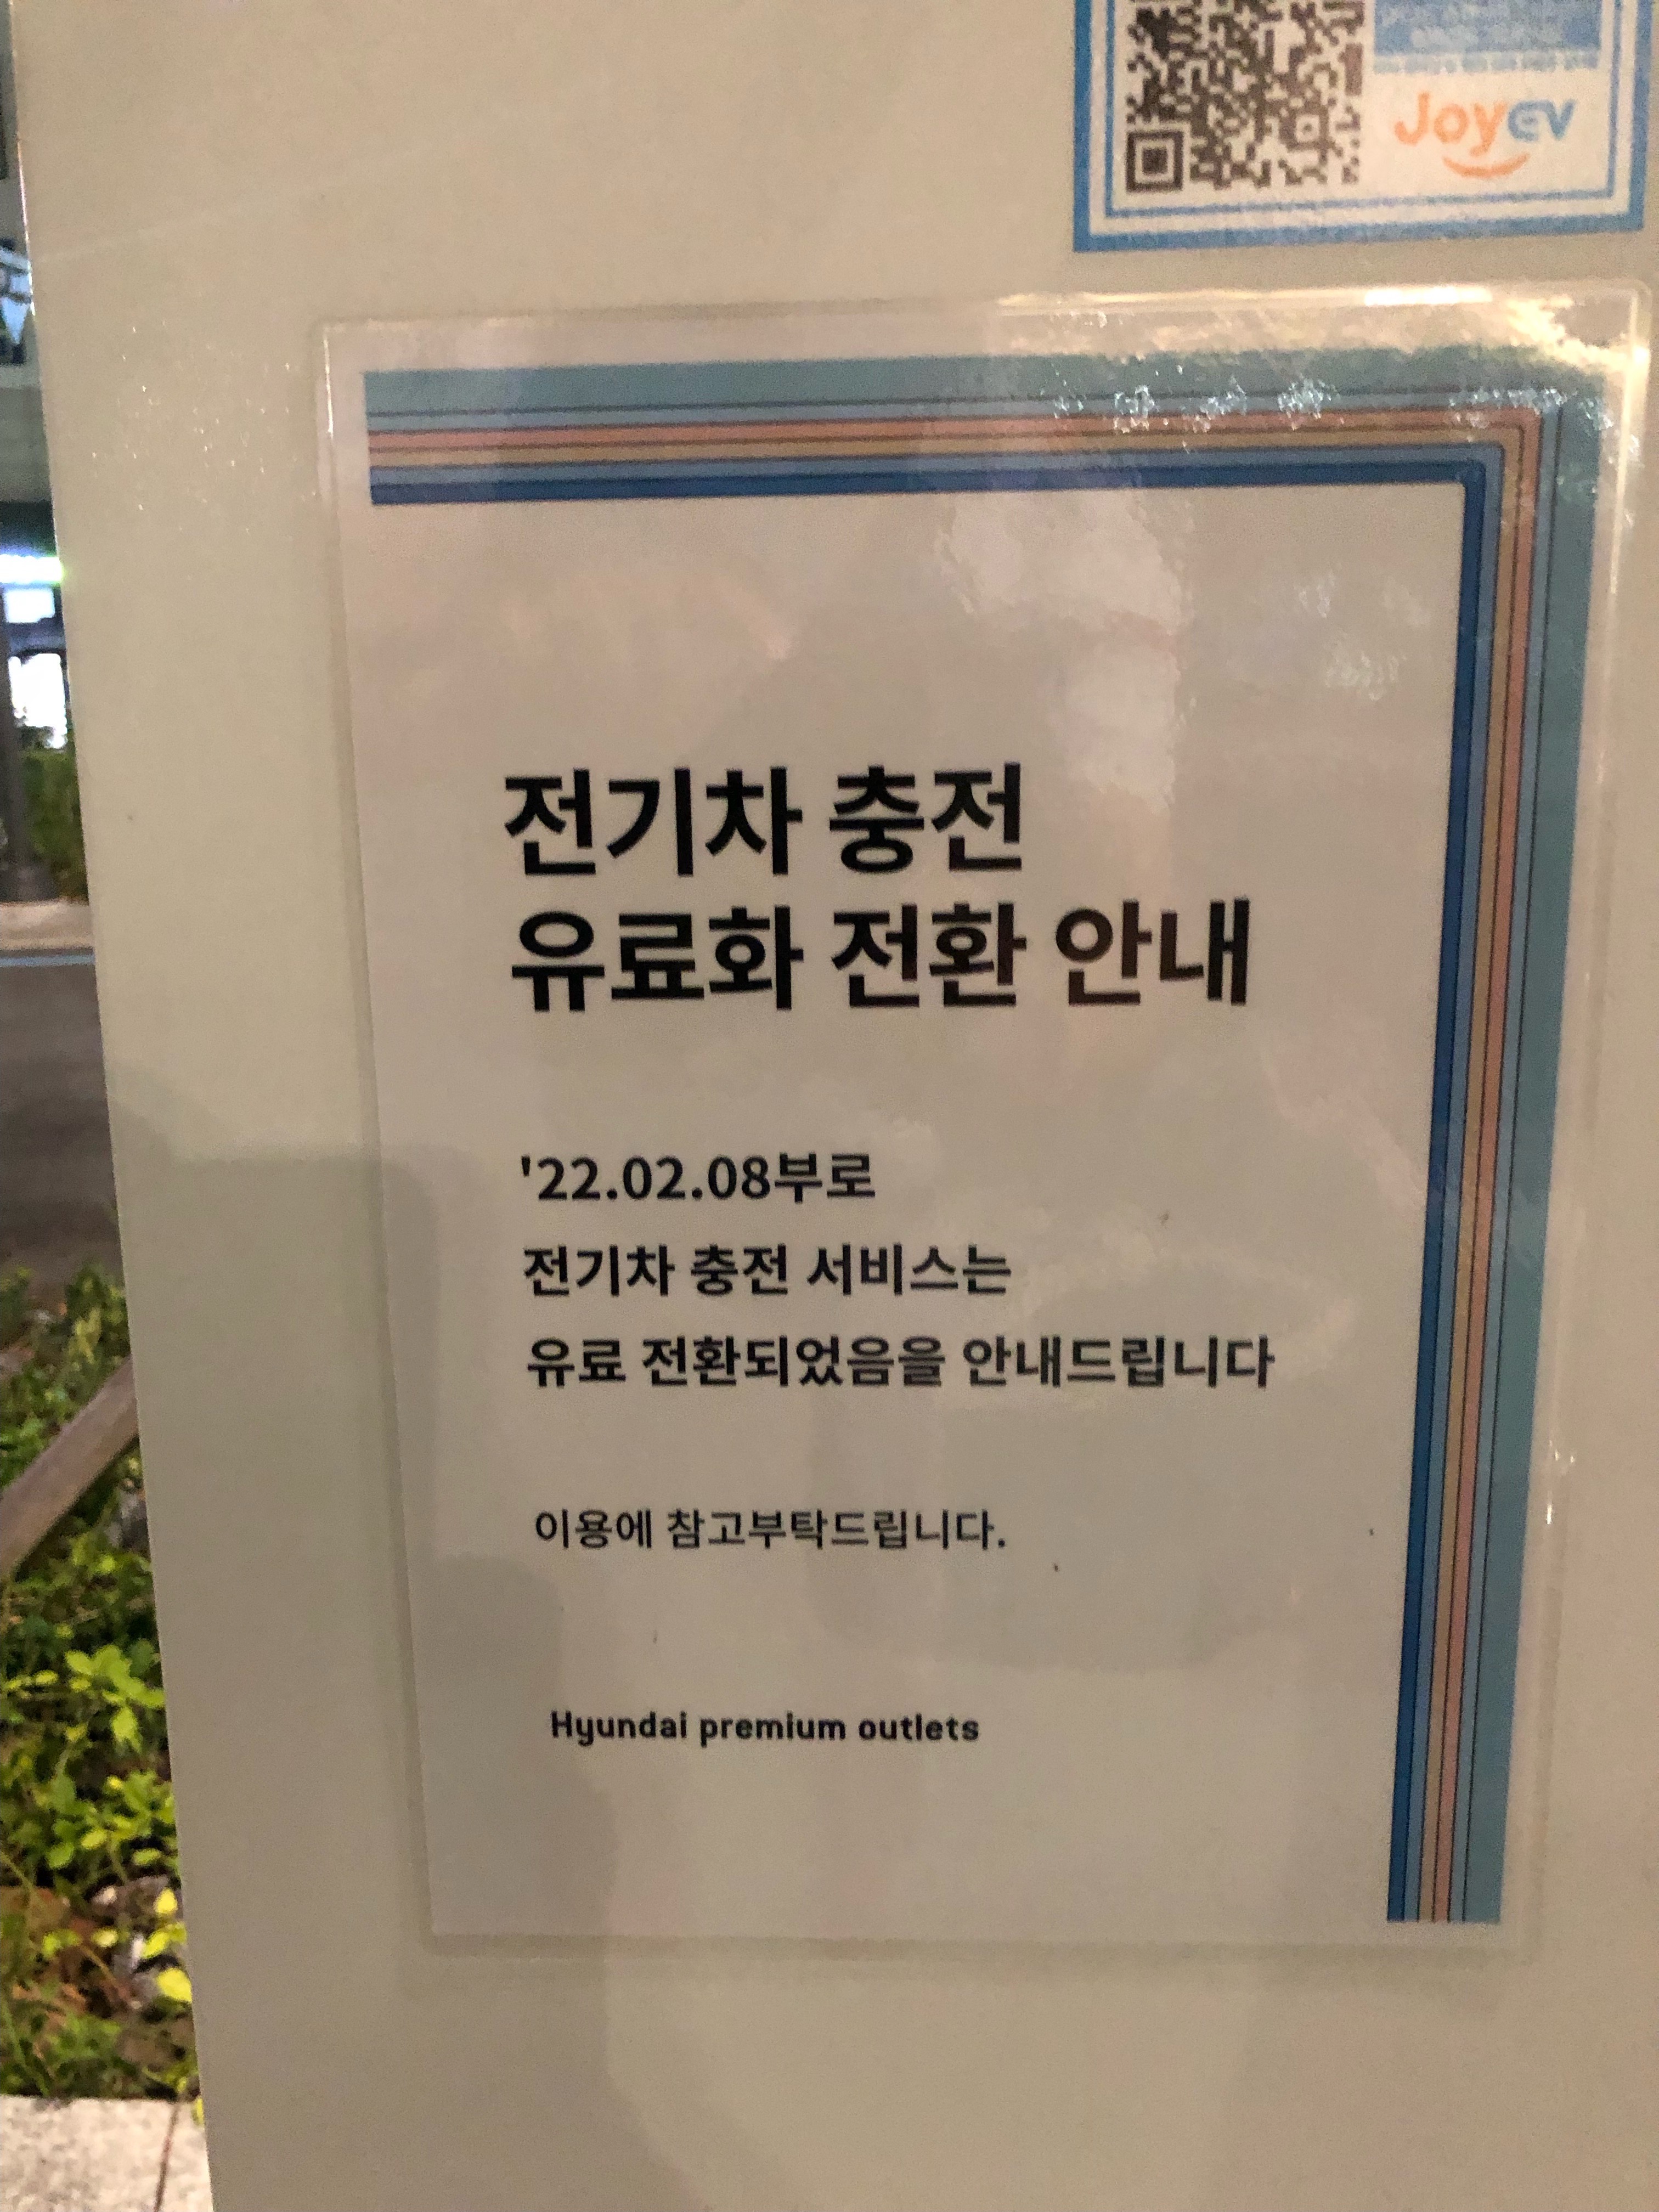 JoyEV
전기차 충전
유료화 전환 안내
'22.02.08부로
전기차 충전 서비스는
유료 전환되었음을 안내드립니다
이용에 참고부탁드립니다.
Hyundai premium outlets